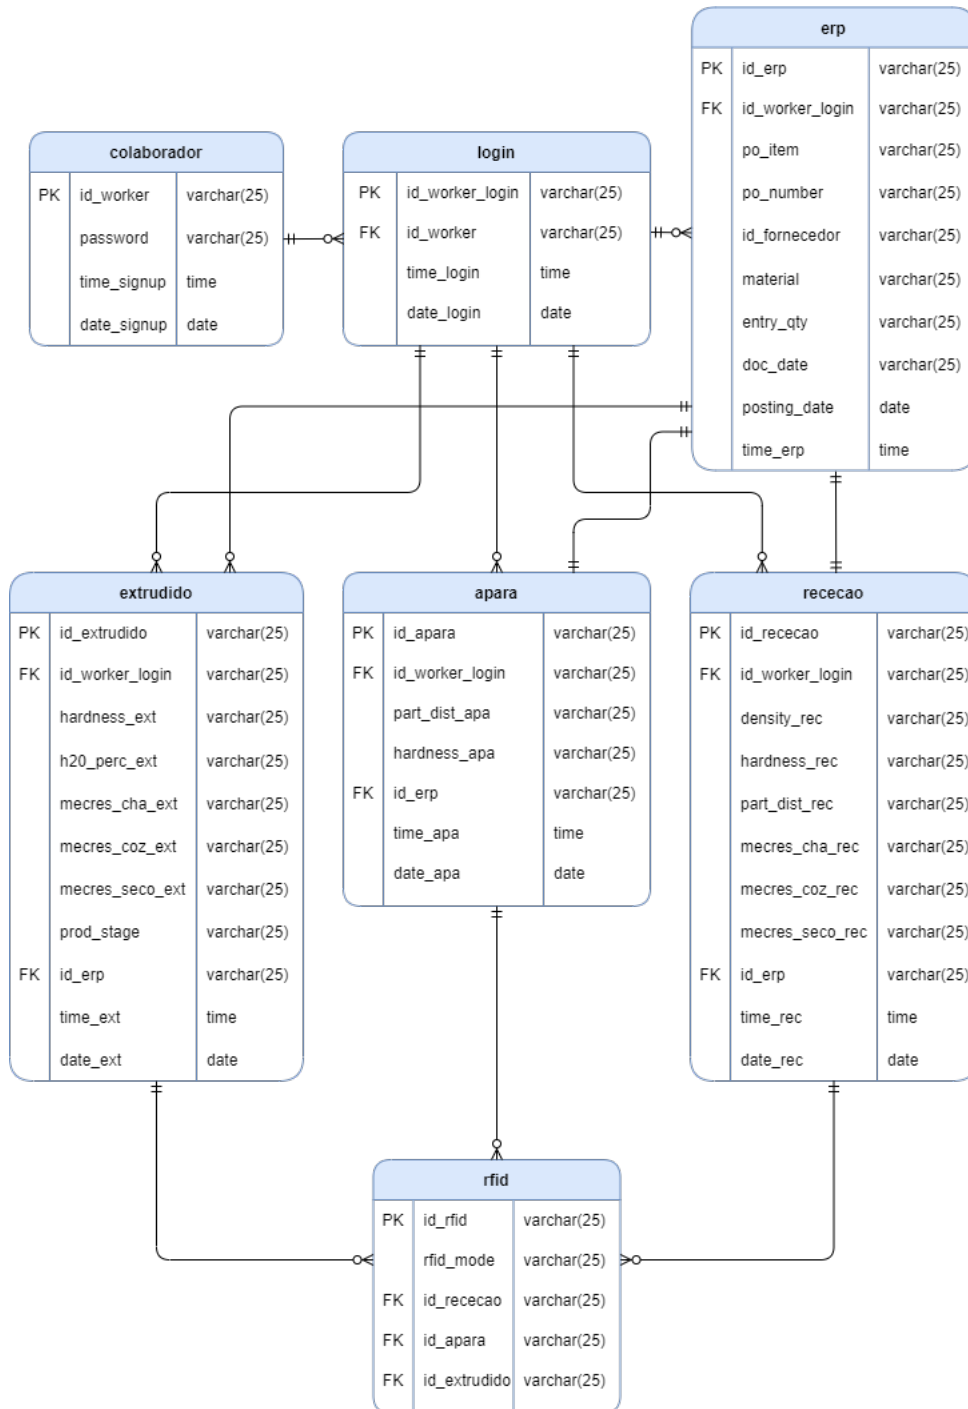 erp
PK id_erp varchar(25)
FK id_worker_login varchar(25)
po_item varchar(25)
po_number varchar(25)
id_fornecedor varchar(25)
material varchar(25)
entry_qty varchar(25)
doc_date varchar(25)
posting_date date
time_erp time
colaborador
PK id_worker varchar(25)
password varchar(25)
time_signup time
date_signup date
login
PK id_worker_login varchar(25)
FK id_worker varchar(25)
time_login time
date_login date
extrudido
PK id_extrudido varchar(25)
FK id_worker_login varchar(25)
hardness_ext varchar(25)
h20_perc_ext varchar(25)
mecres_cha_ext varchar(25)
mecres_coz_ext varchar(25)
mecres_seco_ext varchar(25)
prod_stage varchar(25)
FK id_erp varchar(25)
time_ext time
date_ext date
apara
PK id_apara varchar(25)
FK id_worker_login varchar(25)
part_dist_apa varchar(25)
hardness_apa varchar(25)
FK id_erp varchar(25)
time_apa time
date_apa date
rececao
PK id_rececao varchar(25)
FK id_worker_login varchar(25)
density_rec varchar(25)
hardness_rec varchar(25)
part_dist_rec varchar(25)
mecres_cha_rec varchar(25)
mecres_coz_rec varchar(25)
mecres_seco_rec varchar(25)
FK id_erp varchar(25)
time_rec time
date_rec date
rfid
PK id_rfid varchar(25)
rfid_mode varchar(25)
FK id_rececao varchar(25)
FK id_apara varchar(25)
FK id_extrudido varchar(25)